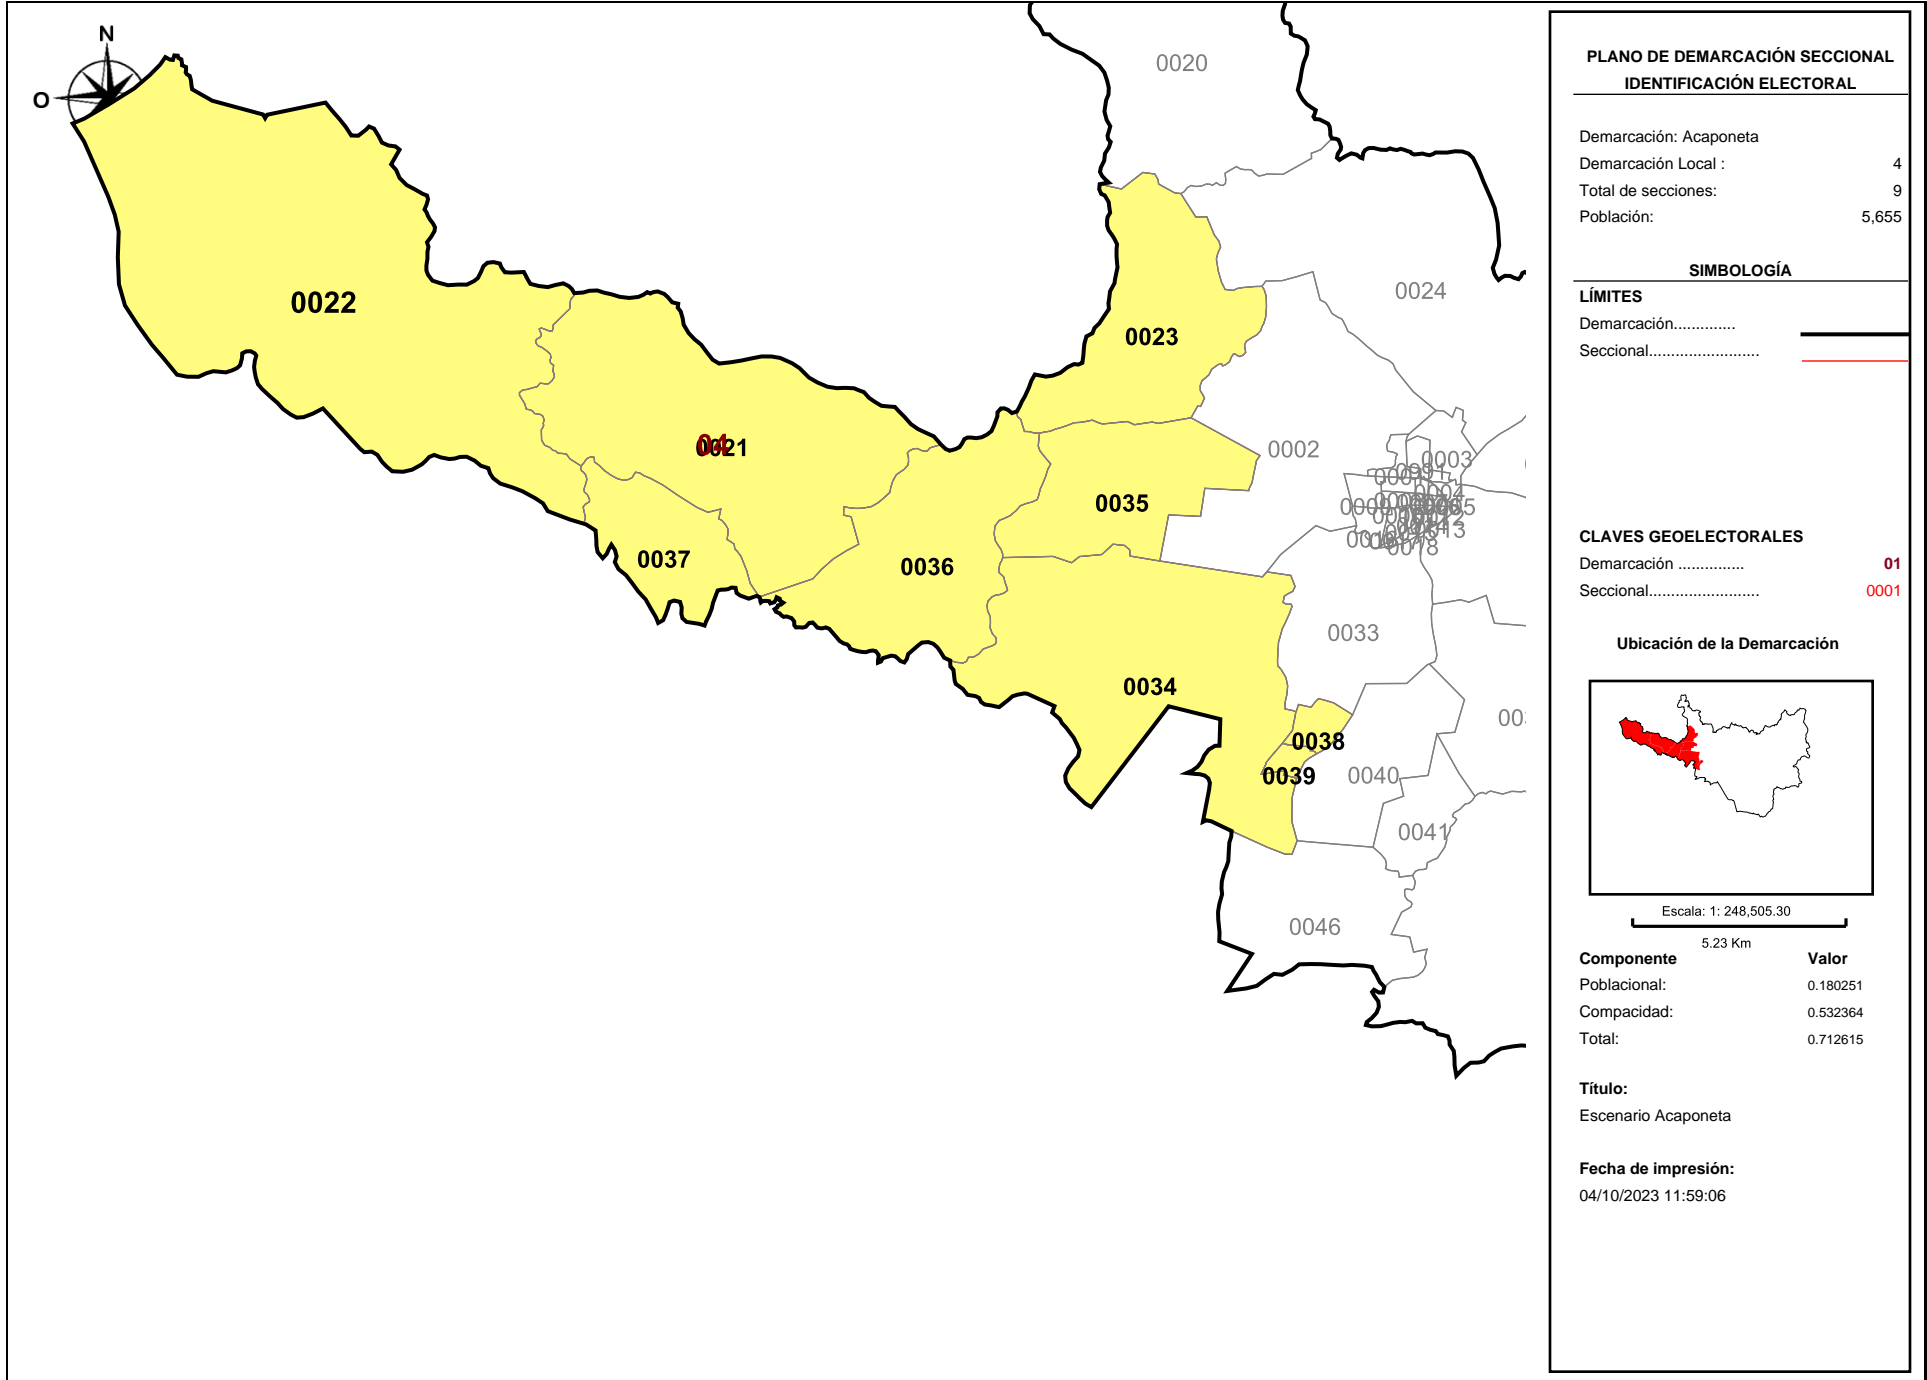 N
O
0020
0024
0022
0023
0021
04
0002
0003
0004
0035
0036
0037
0033
0034
0038
0039
0040
0041
0046
PLANO DE DEMARCACIÓN SECCIONAL
IDENTIFICACIÓN ELECTORAL
Demarcación: Acaponeta
Demarcación Local : 4
Total de secciones: 9
Población: 5,655
SIMBOLOGÍA
LÍMITES
Demarcación..............
Seccional.........................
CLAVES GEOELECTORALES
Demarcación ............... 01
Seccional......................... 0001
Ubicación de la Demarcación
Escala: 1: 248,505.30
5.23 Km
Componente Valor
Poblacional: 0.180251
Compacidad: 0.532364
Total: 0.712615
Título:
Escenario Acaponeta
Fecha de impresión:
04/10/2023 11:59:06